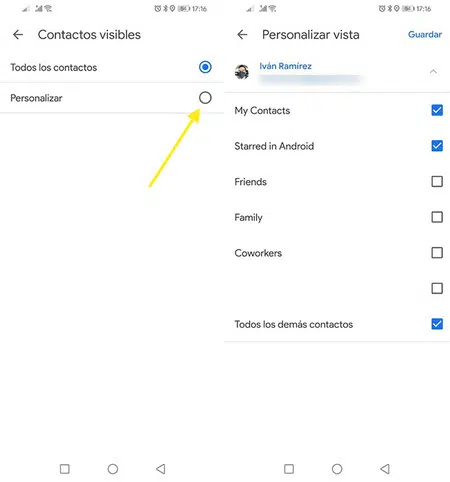 17:16
Contactos visibles
Todos los contactos
Personalizar
17:16
Personalizar vista
Guardar
Iván Ramírez
My Contacts
Starred in Android
Friends
Family
Coworkers
Todos los demás contactos